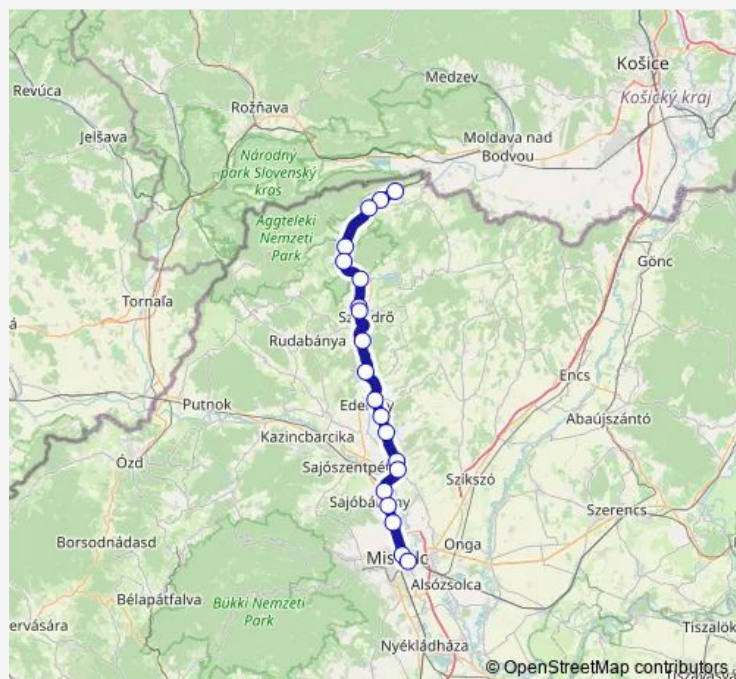 Košice
Medzev
Revúca
Košický kraj
Rožňava
Jelšava
Moldava nad
Bodvou
Národný
park Slovenský
kras
Aggteleki
Nemzeti
Park
Gönc
Tornaľa
Rudabánya
Encs
Putnok
Abaújszántó
Kazincbarcika
Ózd
Szikszó
Szerencs
Borsodnádasd
Onga
Alsózsolca
Bélapátfalva
Bükki Nemzeti
Park
Nyékládháza
© OpenStreetMap contributors